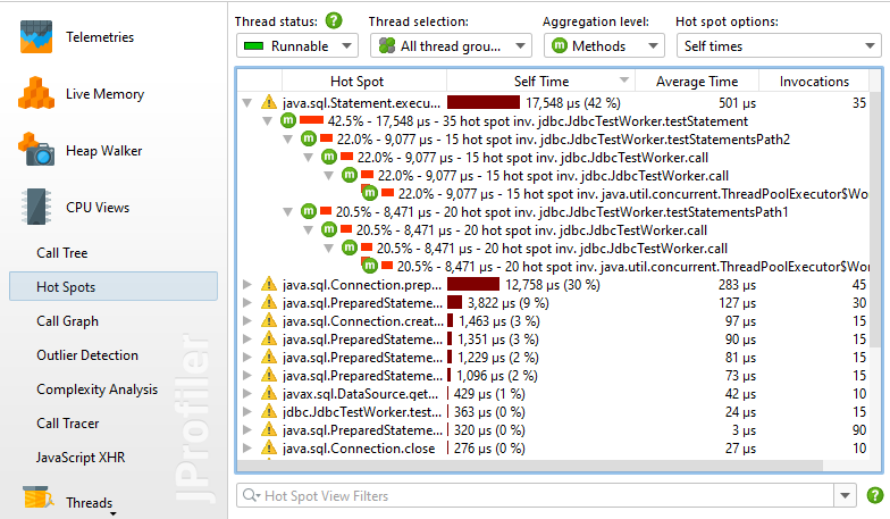 Telemetries
Live Memory
Heap Walker
CPU Views
Call Tree
Hot Spots
Call Graph
Outlier Detection
Complexity Analysis
Call Tracer
JavaScript XHR
Threads
JProfiler
Thread status: ? Thread selection: Aggregation level: Hot spot options:
Runnable All thread grou... m Methods Self times
Hot Spot Self Time Average Time Invocations
java.sql.Statement.execu... 17,548 µs (42 %) 501 µs 35
m 42.5% - 17,548 µs - 35 hot spot inv. jdbc.JdbcTestWorker.testStatement
m 22.0% - 9,077 µs - 15 hot spot inv. jdbc.JdbcTestWorker.testStatementsPath2
m 22.0% - 9,077 µs - 15 hot spot inv. jdbc.JdbcTestWorker.call
m 22.0% - 9,077 µs - 15 hot spot inv. jdbc.JdbcTestWorker.call
m 22.0% - 9,077 µs - 15 hot spot inv. java.util.concurrent.ThreadPoolExecutor$Wo
m 20.5% - 8,471 µs - 20 hot spot inv. jdbc.JdbcTestWorker.testStatementsPath1
m 20.5% - 8,471 µs - 20 hot spot inv. jdbc.JdbcTestWorker.call
m 20.5% - 8,471 µs - 20 hot spot inv. jdbc.JdbcTestWorker.call
m 20.5% - 8,471 µs - 20 hot spot inv. java.util.concurrent.ThreadPoolExecutor$Wor
java.sql.Connection.prep... 12,758 µs (30 %) 283 µs 45
java.sql.PreparedStateme... 3,822 µs (9 %) 127 µs 30
java.sql.Connection.creat... 1,463 µs (3 %) 97 µs 15
java.sql.PreparedStateme... 1,351 µs (3 %) 90 µs 15
java.sql.PreparedStateme... 1,229 µs (2 %) 81 µs 15
java.sql.PreparedStateme... 1,096 µs (2 %) 73 µs 15
javax.sql.DataSource.get... 429 µs (1 %) 42 µs 10
jdbc.JdbcTestWorker.test... 363 µs (0 %) 24 µs 15
java.sql.PreparedStateme... 320 µs (0 %) 3 µs 90
java.sql.Connection.close 276 µs (0 %) 27 µs 10
Hot Spot View Filters ?